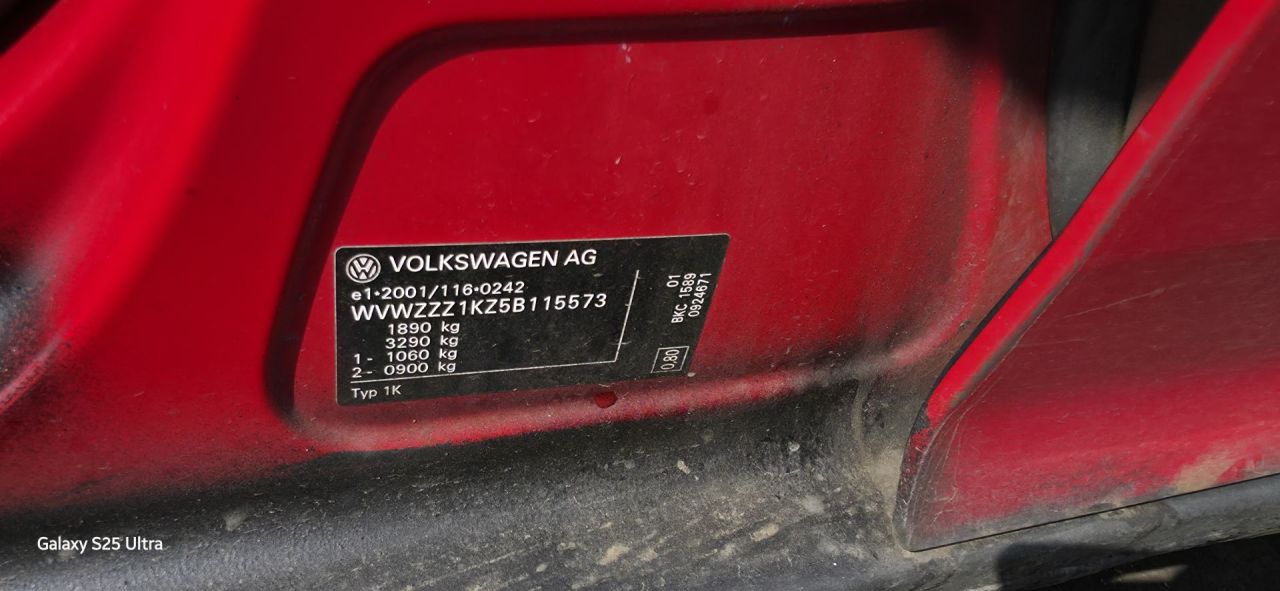 VOLKSWAGEN AG
e1*2001/116*0242
WVWZZZ1KZ5B115573
1890 kg
3290 kg
1- 1060 kg
2- 0900 kg
Typ 1K
01
BKC 1589
0924671
0,80
Galaxy S25 Ultra